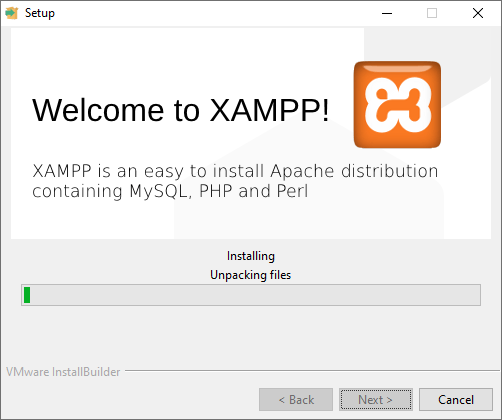 Setup
Welcome to XAMPP!
XAMPP is an easy to install Apache distribution
containing MySQL, PHP and Perl
Installing
Unpacking files
VMware InstallBuilder
< Back
Next >
Cancel